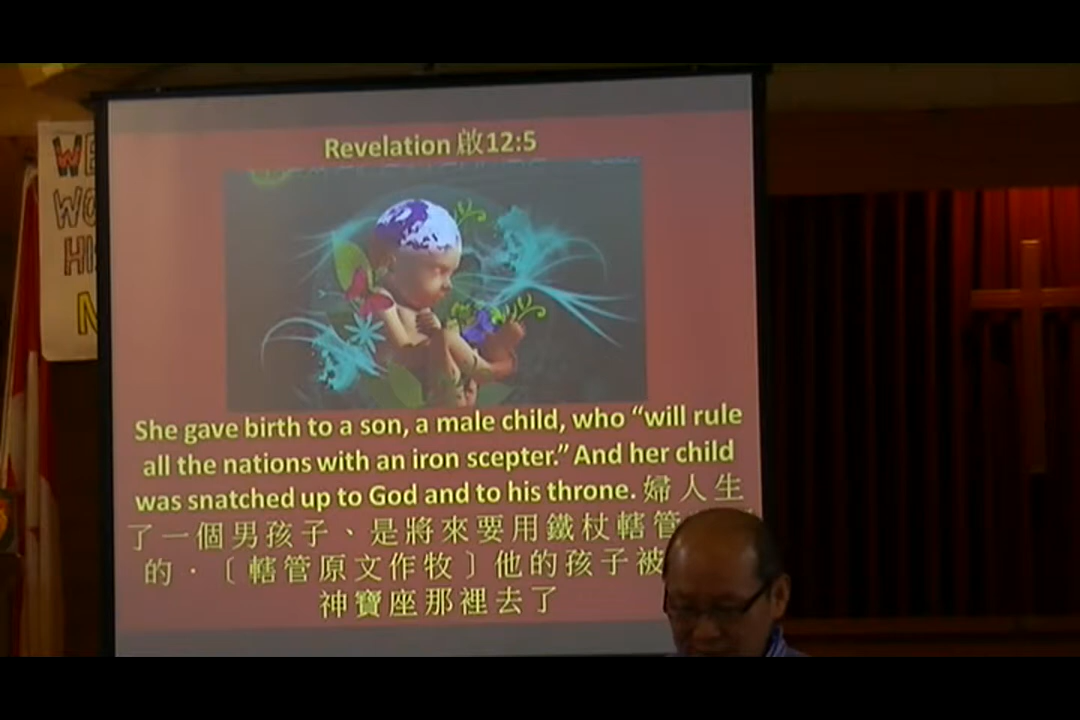 Revelation 啟12:5
WE
WO
HI
N
She gave birth to a son, a male child, who “will rule
all the nations with an iron scepter.” And her child
was snatched up to God and to his throne. 婦人生
了一個男孩子、是將來要用鐵杖轄管
的．〔轄管原文作牧〕他的孩子被
神寶座那裡去了